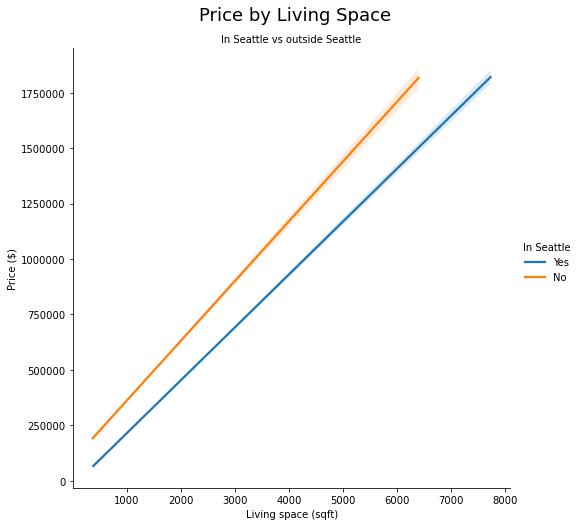 Price by Living Space
In Seattle vs outside Seattle
1750000
1500000
1250000
1000000
750000
500000
250000
0
Price ($)
1000 2000 3000 4000 5000 6000 7000 8000
Living space (sqft)
In Seattle
Yes
No